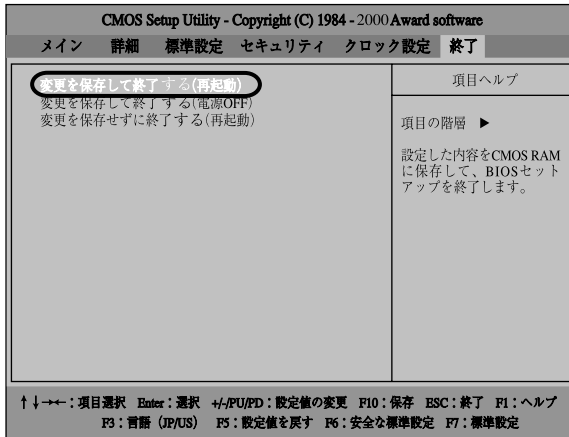 CMOS Setup Utility - Copyright (C) 1984 - 2000 Award software
メイン 詳細 標準設定 セキュリティ クロック設定 終了
変更を保存して終了する(再起動)
変更を保存して終了する(電源OFF)
変更を保存せずに終了する(再起動)
項目ヘルプ
項目の階層 ▶
設定した内容をCMOS RAM
に保存して、BIOSセット
アップを終了します。
↑↓→←：項目選択 Enter：選択 +/-/PU/PD：設定値の変更 F10：保存 ESC：終了 F1：ヘルプ
F3：言語（JP/US） F5：設定値を戻す F6：安全な標準設定 F7：標準設定